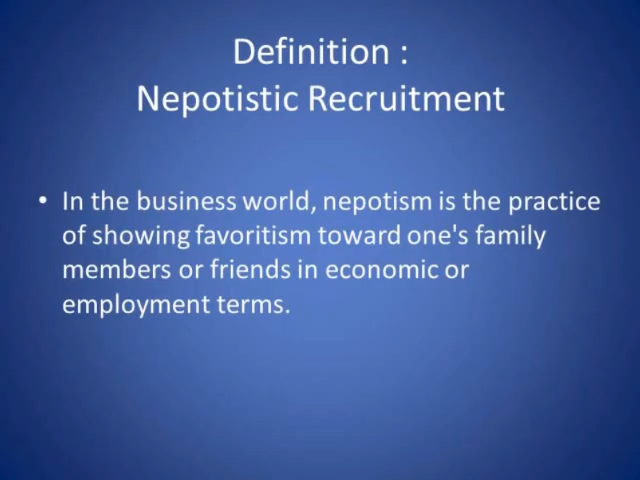 Definition :
Nepotistic Recruitment
• In the business world, nepotism is the practice
of showing favoritism toward one's family
members or friends in economic or
employment terms.